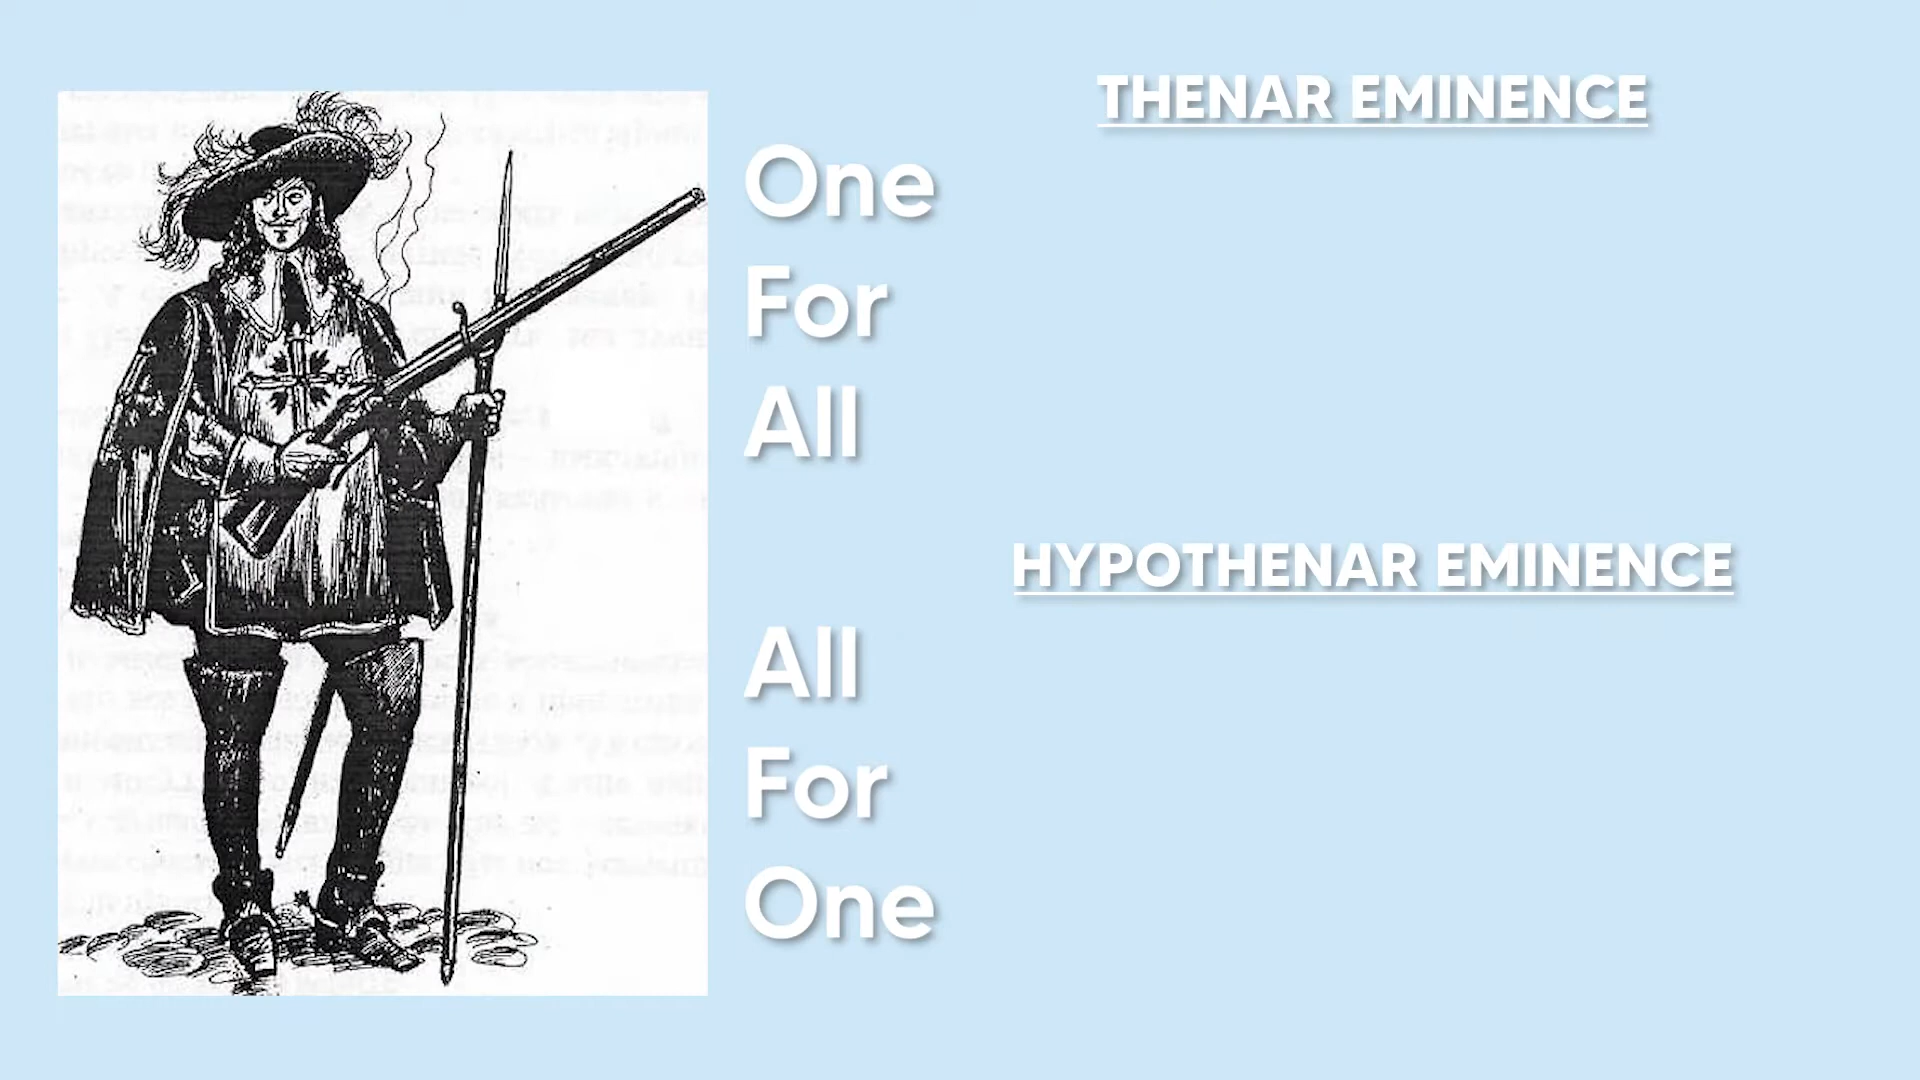 THENAR EMINENCE
One
For
All
HYPOTHENAR EMINENCE
All
For
One